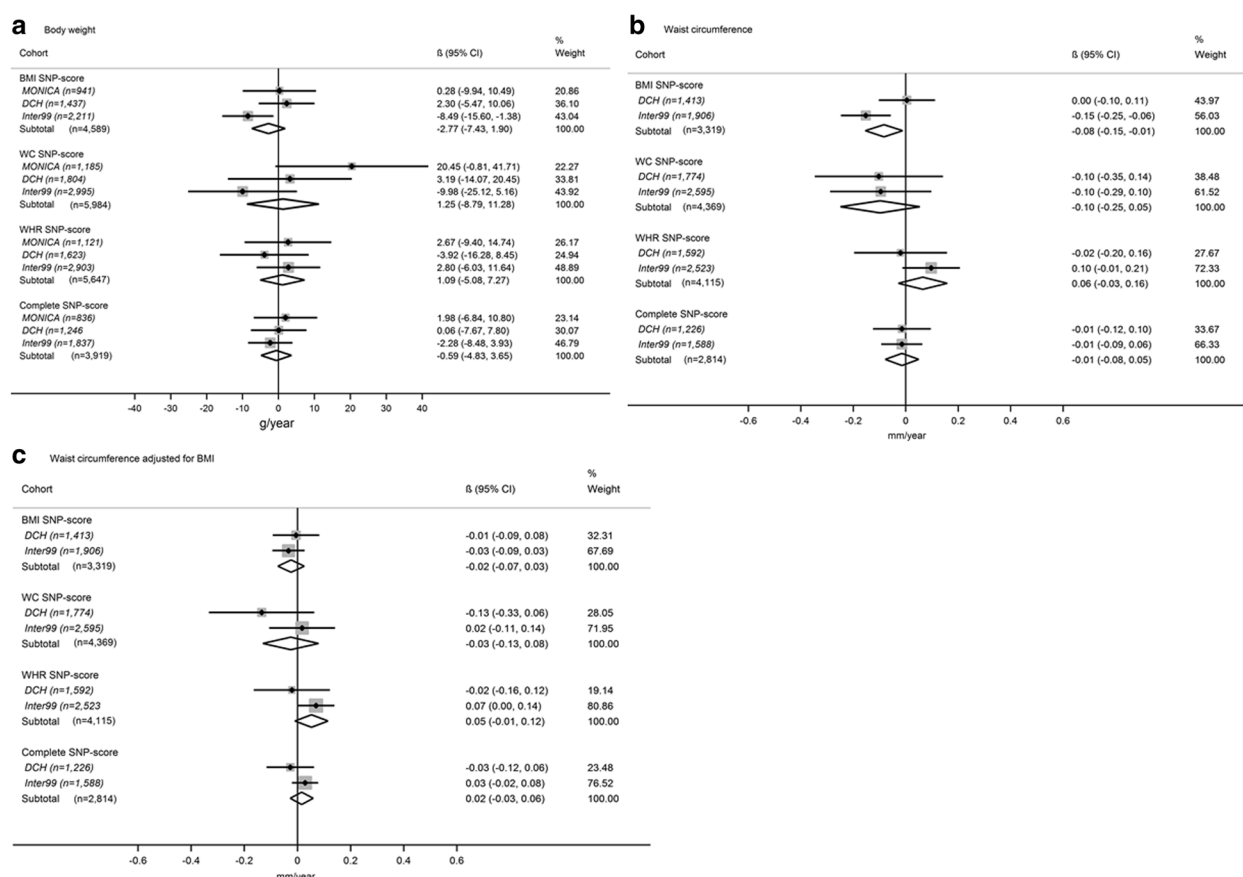 a Body weight
Cohort ß (95% CI) % Weight
BMI SNP-score
MONICA (n=941) 0.28 (-9.94, 10.49) 20.86
DCH (n=1,437) 2.30 (-5.47, 10.06) 36.10
Inter99 (n=2,211) -8.49 (-15.60, -1.38) 43.04
Subtotal (n=4,589) -2.77 (-7.43, 1.90) 100.00
WC SNP-score
MONICA (n=1,185) 20.45 (-0.81, 41.71) 22.27
DCH (n=1,804) 3.19 (-14.07, 20.45) 33.81
Inter99 (n=2,995) -9.98 (-25.12, 5.16) 43.92
Subtotal (n=5,984) 1.25 (-8.79, 11.28) 100.00
WHR SNP-score
MONICA (n=1,121) 2.67 (-9.40, 14.74) 26.17
DCH (n=1,623) -3.92 (-16.28, 8.45) 24.94
Inter99 (n=2,903) 2.80 (-6.03, 11.64) 48.89
Subtotal (n=5,647) 1.09 (-5.08, 7.27) 100.00
Complete SNP-score
MONICA (n=836) 1.98 (-6.84, 10.80) 23.14
DCH (n=1,246 0.06 (-7.67, 7.80) 30.07
Inter99 (n=1,837) -2.28 (-8.48, 3.93) 46.79
Subtotal (n=3,919) -0.59 (-4.83, 3.65) 100.00
-40 -30 -20 -10 0 10 20 30 40
g/year
b Waist circumference
Cohort ß (95% CI) % Weight
BMI SNP-score
DCH (n=1,413) 0.00 (-0.10, 0.11) 43.97
Inter99 (n=1,906) -0.15 (-0.25, -0.06) 56.03
Subtotal (n=3,319) -0.08 (-0.15, -0.01) 100.00
WC SNP-score
DCH (n=1,774) -0.10 (-0.35, 0.14) 38.48
Inter99 (n=2,595) -0.10 (-0.29, 0.10) 61.52
Subtotal (n=4,369) -0.10 (-0.25, 0.05) 100.00
WHR SNP-score
DCH (n=1,592) -0.02 (-0.20, 0.16) 27.67
Inter99 (n=2,523) 0.10 (-0.01, 0.21) 72.33
Subtotal (n=4,115) 0.06 (-0.03, 0.16) 100.00
Complete SNP-score
DCH (n=1,226) -0.01 (-0.12, 0.10) 33.67
Inter99 (n=1,588) -0.01 (-0.09, 0.06) 66.33
Subtotal (n=2,814) -0.01 (-0.08, 0.05) 100.00
-0.6 -0.4 -0.2 0 0.2 0.4 0.6
mm/year
c Waist circumference adjusted for BMI
Cohort ß (95% CI) % Weight
BMI SNP-score
DCH (n=1,413) -0.01 (-0.09, 0.08) 32.31
Inter99 (n=1,906) -0.03 (-0.09, 0.03) 67.69
Subtotal (n=3,319) -0.02 (-0.07, 0.03) 100.00
WC SNP-score
DCH (n=1,774) -0.13 (-0.33, 0.06) 28.05
Inter99 (n=2,595) 0.02 (-0.11, 0.14) 71.95
Subtotal (n=4,369) -0.03 (-0.13, 0.08) 100.00
WHR SNP-score
DCH (n=1,592) -0.02 (-0.16, 0.12) 19.14
Inter99 (n=2,523 0.07 (0.00, 0.14) 80.86
Subtotal (n=4,115) 0.05 (-0.01, 0.12) 100.00
Complete SNP-score
DCH (n=1,226) -0.03 (-0.12, 0.06) 23.48
Inter99 (n=1,588) 0.03 (-0.02, 0.08) 76.52
Subtotal (n=2,814) 0.02 (-0.03, 0.06) 100.00
-0.6 -0.4 -0.2 0 0.2 0.4 0.6
mm/year